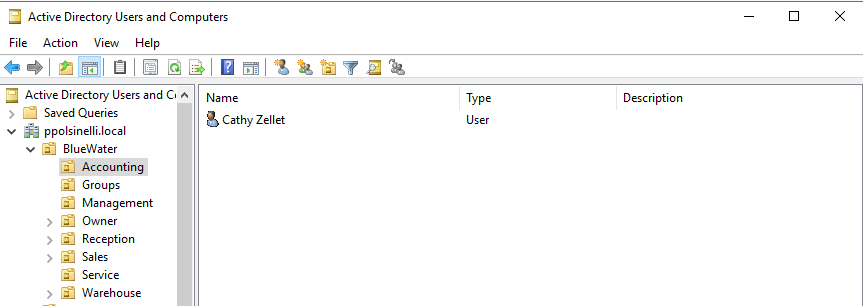 Active Directory Users and Computers
File Action View Help
Active Directory Users and Co
Name Type Description
Saved Queries
Cathy Zellet User
ppolsinelli.local
BlueWater
Accounting
Groups
Management
Owner
Reception
Sales
Service
Warehouse